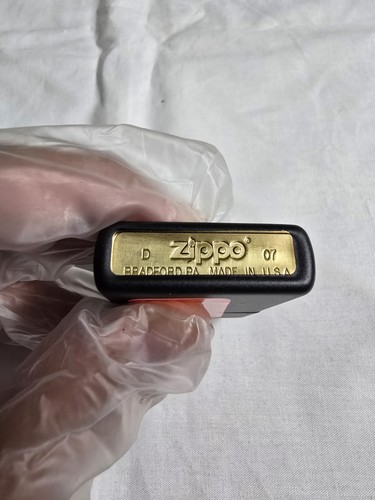 D zippo 07
BRADFORD.PA. MADE IN U.S.A